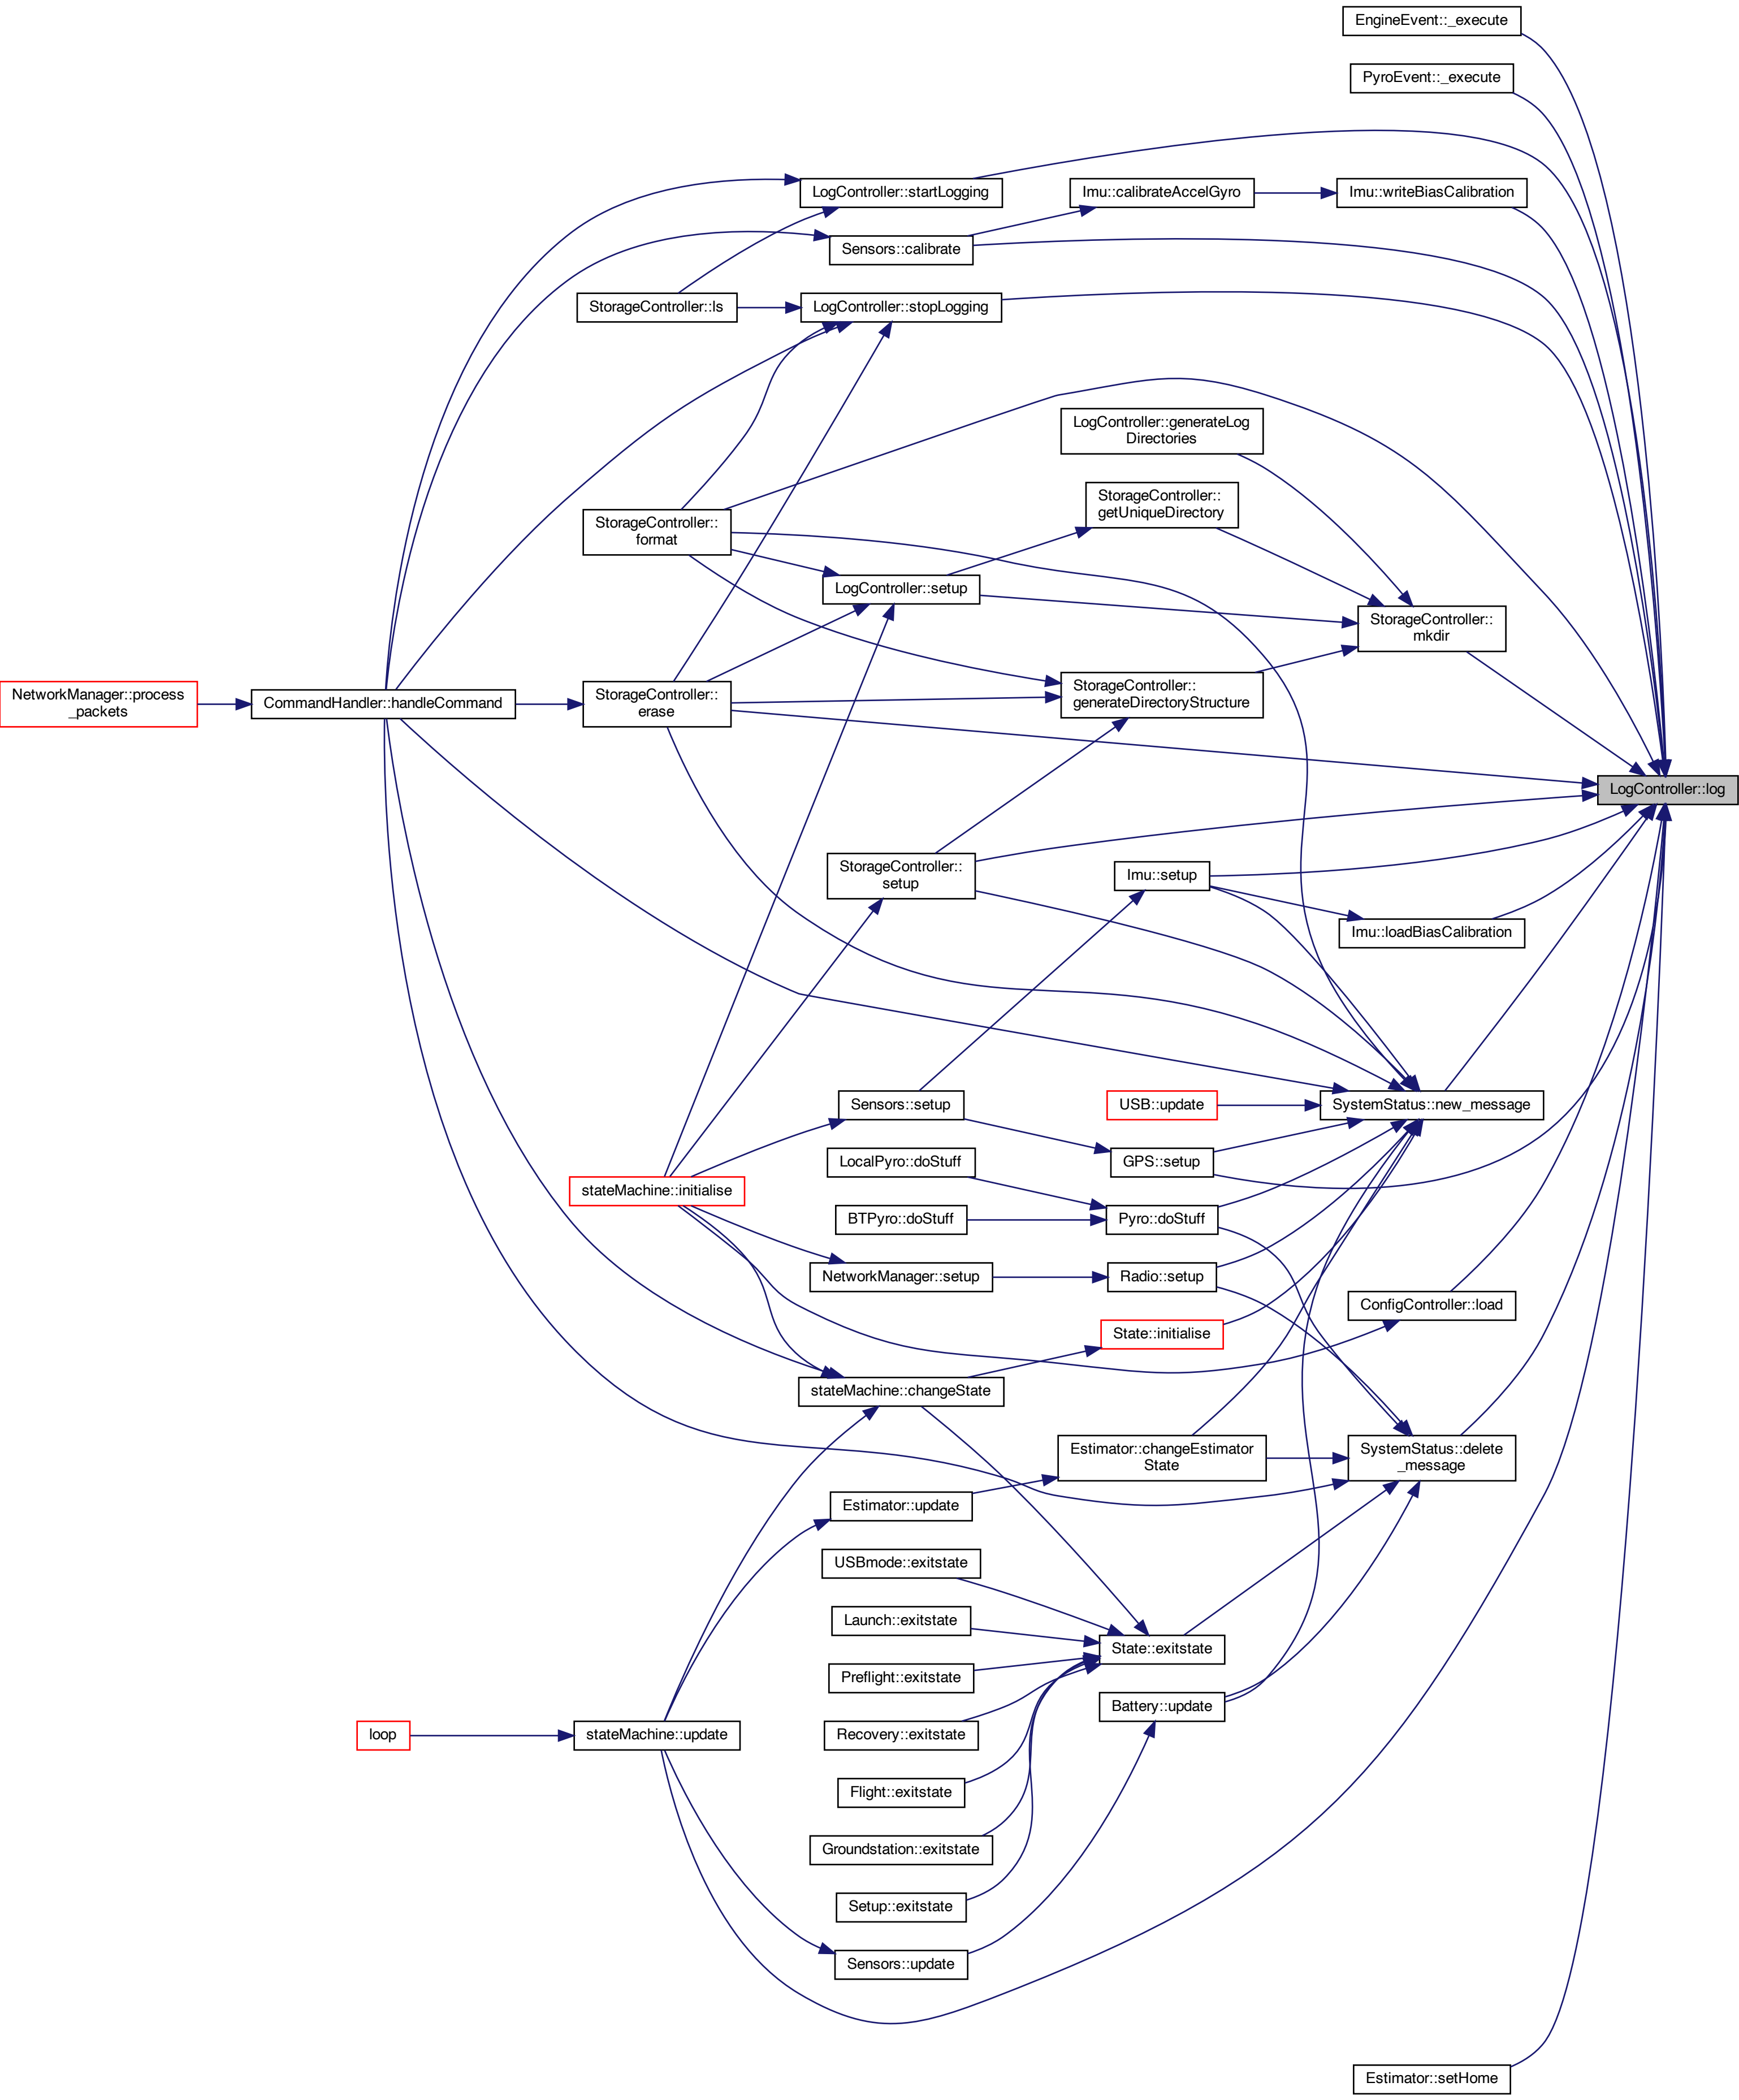 EngineEvent::_execute
PyroEvent::_execute
LogController::startLogging
Imu::calibrateAccelGyro
Imu::writeBiasCalibration
Sensors::calibrate
StorageController::ls
LogController::stopLogging
LogController::generateLog
Directories
StorageController::
getUniqueDirectory
StorageController::
format
LogController::setup
StorageController::
mkdir
NetworkManager::process
_packets
CommandHandler::handleCommand
StorageController::
erase
StorageController::
generateDirectoryStructure
LogController::log
StorageController::
setup
Imu::setup
Imu::loadBiasCalibration
Sensors::setup
USB::update
SystemStatus::new_message
LocalPyro::doStuff
GPS::setup
stateMachine::initialise
BTPyro::doStuff
Pyro::doStuff
NetworkManager::setup
Radio::setup
ConfigController::load
State::initialise
stateMachine::changeState
Estimator::changeEstimator
State
SystemStatus::delete
_message
Estimator::update
USBmode::exitstate
Launch::exitstate
State::exitstate
Preflight::exitstate
Battery::update
loop
stateMachine::update
Recovery::exitstate
Flight::exitstate
Groundstation::exitstate
Setup::exitstate
Sensors::update
Estimator::setHome